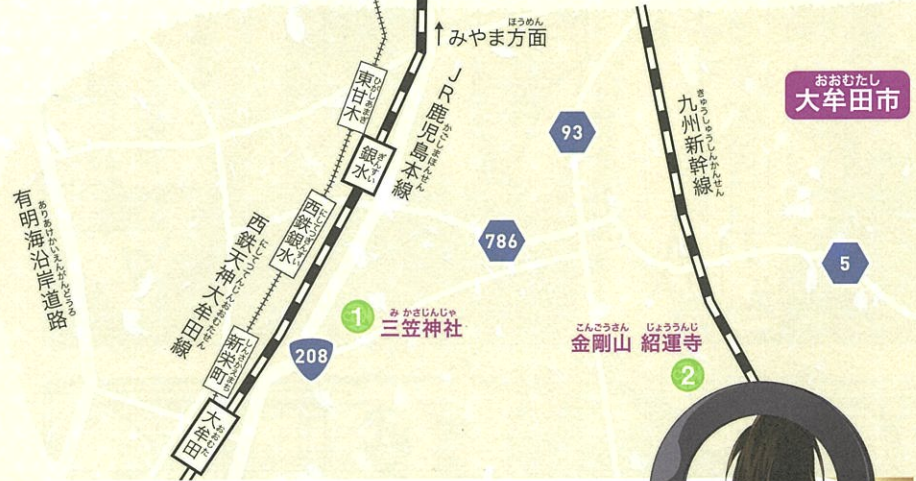 ↑みやま方面
ほうめん
東甘木
ひがしあまぎ
銀水
ぎんすい
JR鹿児島本線
かごしまほんせん
西鉄銀水
にしてつぎんすい
西鉄天神大牟田線
にしてつてんじんおおむたせん
新栄町
しんさかえまち
大牟田
おおむた
有明海沿岸道路
ありあけかいえんがんどうろ
九州新幹線
きゅうしゅうしんかんせん
おおむたし
大牟田市
93
786
5
208
1
みかさじんじゃ
三笠神社
こんごうさん じょううんじ
金剛山 紹運寺
2